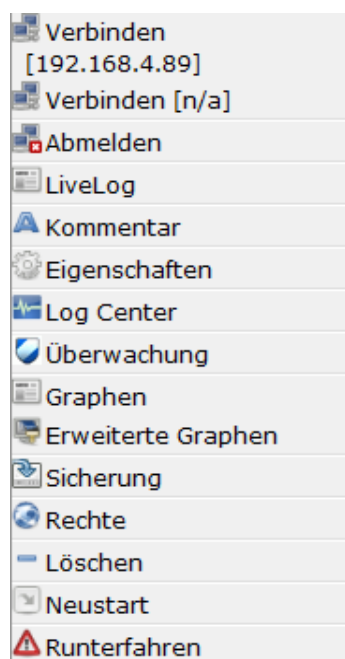 Verbinden
[192.168.4.89]
Verbinden [n/a]
Abmelden
LiveLog
Kommentar
Eigenschaften
Log Center
Überwachung
Graphen
Erweiterte Graphen
Sicherung
Rechte
Löschen
Neustart
Runterfahren